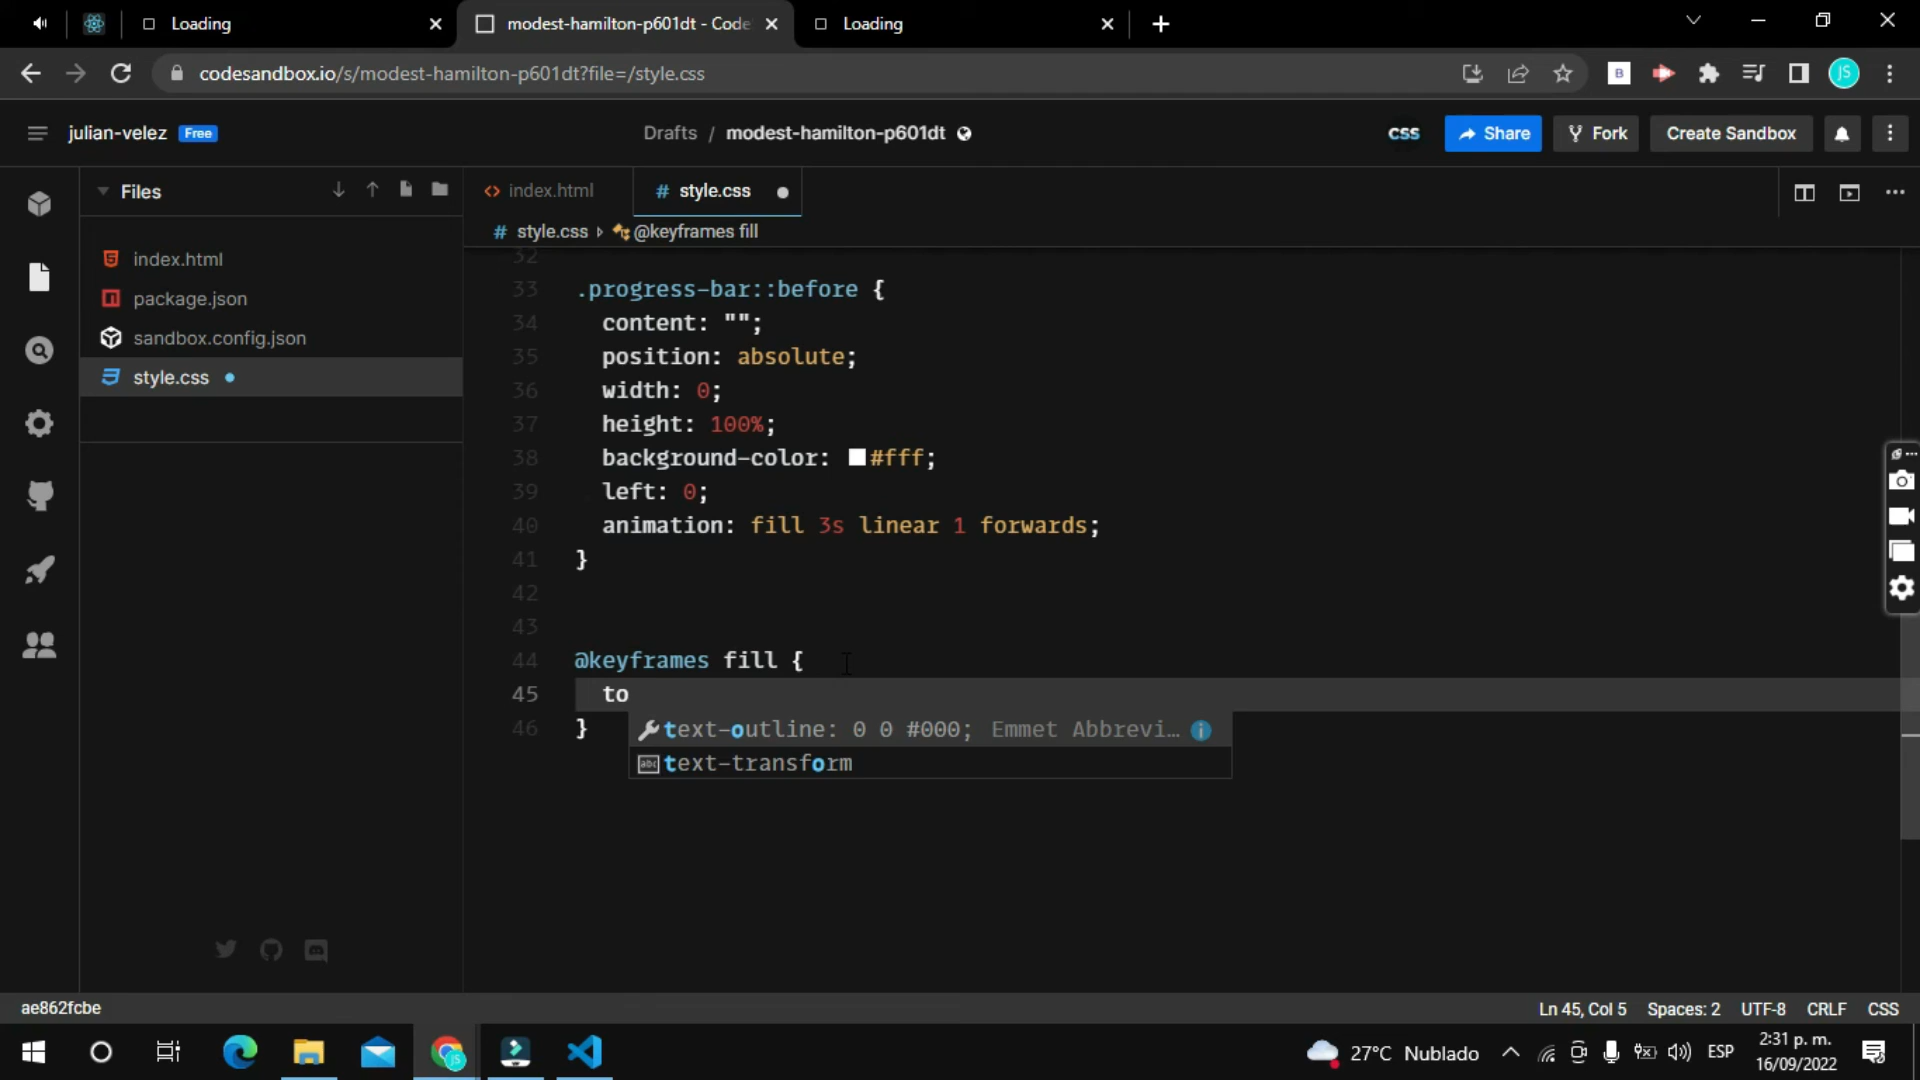 Loading
modest-hamilton-p601dt - Code
Loading
codesandbox.io/s/modest-hamilton-p601dt?file=/style.css
B
JS
julian-velez Free
Drafts / modest-hamilton-p601dt
CSS
Share
Fork
Create Sandbox
Files
index.html
# style.css
# style.css
@keyframes fill
index.html
package.json
sandbox.config.json
style.css
32
33 .progress-bar::before {
34 content: "";
35 position: absolute;
36 width: 0;
37 height: 100%;
38 background-color: #fff;
39 left: 0;
40 animation: fill 3s linear 1 forwards;
41 }
42
43
44 @keyframes fill {
45 to
46 }
text-outline: 0 0 #000; Emmet Abbrevi…
abc text-transform
ae862fcbe
Ln 45, Col 5 Spaces: 2 UTF-8 CRLF CSS
JS
27°C Nublado
ESP
2:31 p. m.
16/09/2022